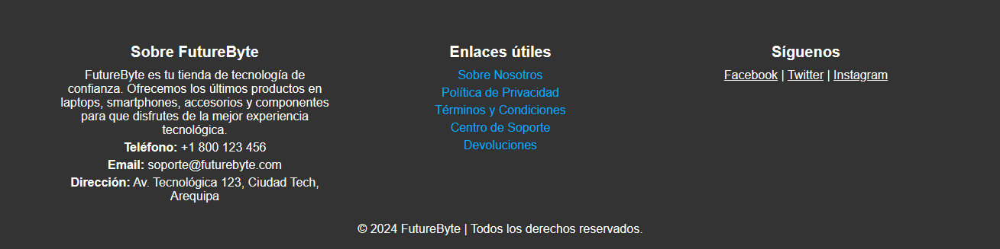 Sobre FutureByte
FutureByte es tu tienda de tecnología de
confianza. Ofrecemos los últimos productos en
laptops, smartphones, accesorios y componentes
para que disfrutes de la mejor experiencia
tecnológica.
Teléfono: +1 800 123 456
Email: soporte@futurebyte.com
Dirección: Av. Tecnológica 123, Ciudad Tech,
Arequipa
Enlaces útiles
Sobre Nosotros
Política de Privacidad
Términos y Condiciones
Centro de Soporte
Devoluciones
Síguenos
Facebook | Twitter | Instagram
© 2024 FutureByte | Todos los derechos reservados.